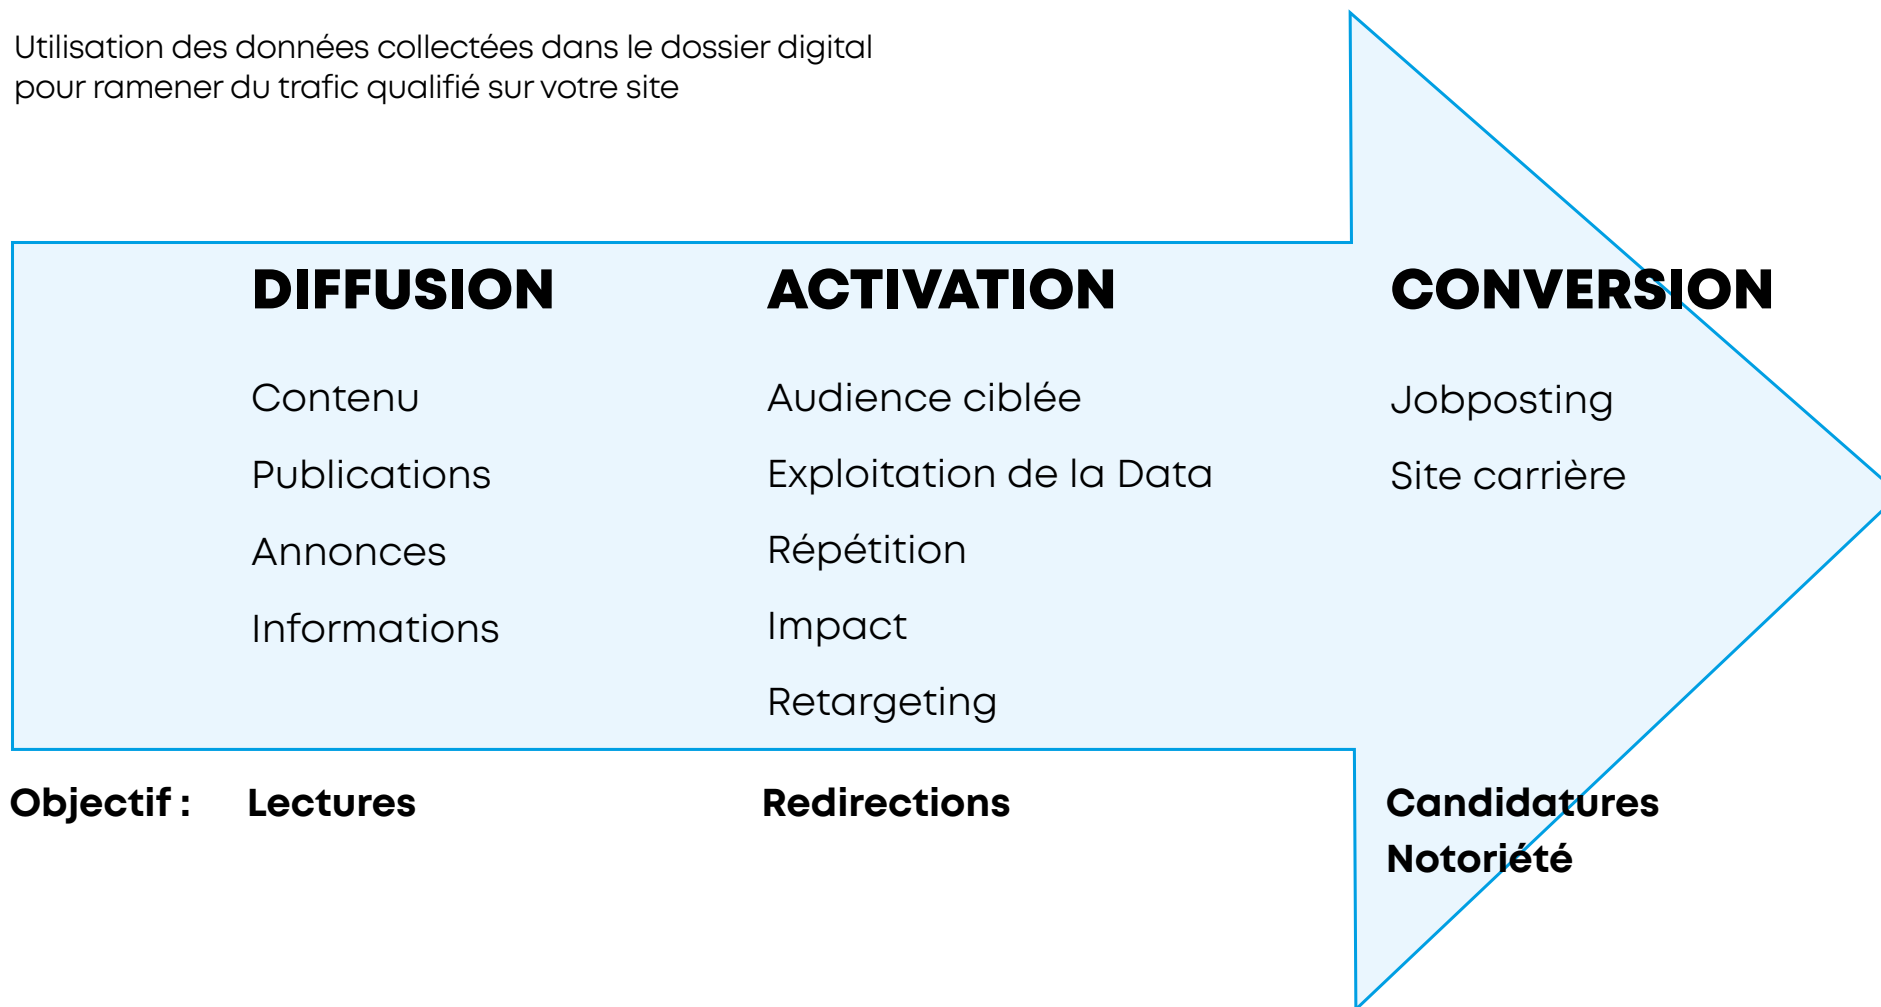 Utilisation des données collectées dans le dossier digital
pour ramener du trafic qualifié sur votre site
DIFFUSION
Contenu
Publications
Annonces
Informations
ACTIVATION
Audience ciblée
Exploitation de la Data
Répétition
Impact
Retargeting
CONVERSION
Jobposting
Site carrière
Objectif :
Lectures
Redirections
Candidatures
Notoriété